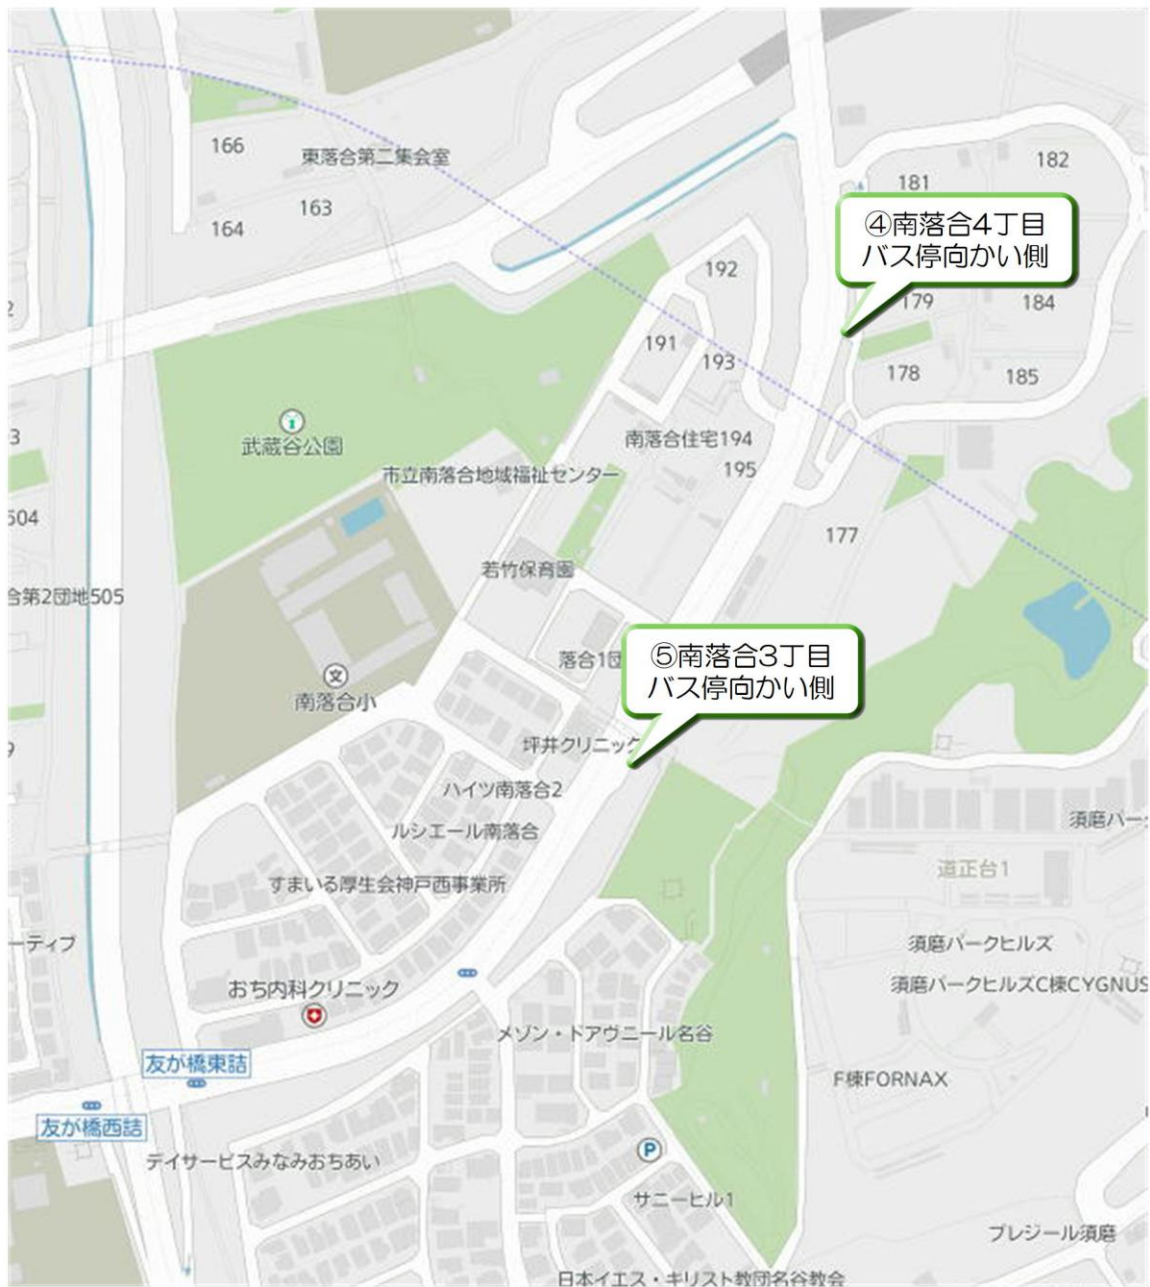 166
東落合第二集会室
163
164
182
181
④南落合4丁目
バス停向かい側
192
179
184
191
193
178
185
武蔵谷公園
3
南落合住宅194
195
市立南落合地域福祉センター
504
177
若竹保育園
合第2団地505
落合1団
⑤南落合3丁目
バス停向かい側
南落合小
坪井クリニック
ハイツ南落合2
ルシエール南落合
須磨パー
道正台1
すまいる厚生会神戸西事業所
ーティブ
須磨パークヒルズ
おち内科クリニック
須磨パークヒルズC棟CYGNUS
メゾン・ドアヴニール名谷
友が橋東詰
F棟FORNAX
友が橋西詰
デイサービスみなみおちあい
P
サニーヒル1
プレジール須磨
日本イエス・キリスト教団名谷教会